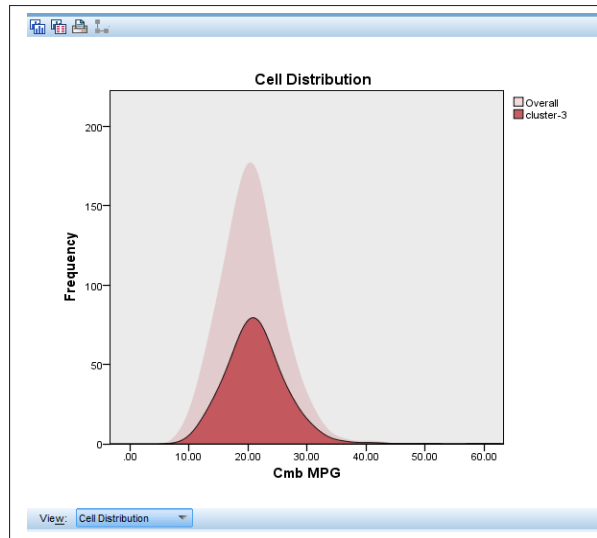 Cell Distribution
Overall
cluster-3
200
150
100
50
0
Frequency
.00 10.00 20.00 30.00 40.00 50.00 60.00
Cmb MPG
View: Cell Distribution